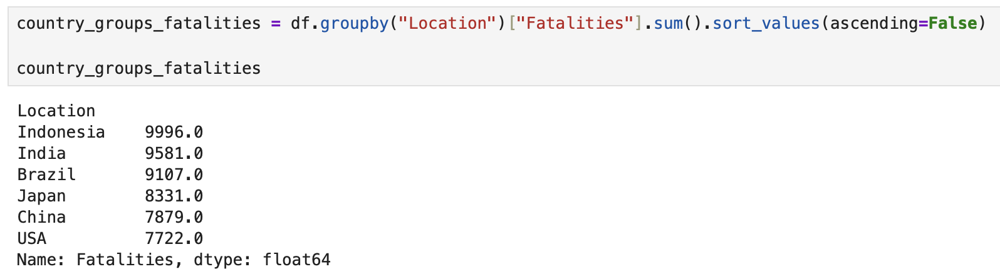 country_groups_fatalities = df.groupby("Location")["Fatalities"].sum().sort_values(ascending=False)
country_groups_fatalities
Location
Indonesia    9996.0
India        9581.0
Brazil       9107.0
Japan        8331.0
China        7879.0
USA          7722.0
Name: Fatalities, dtype: float64